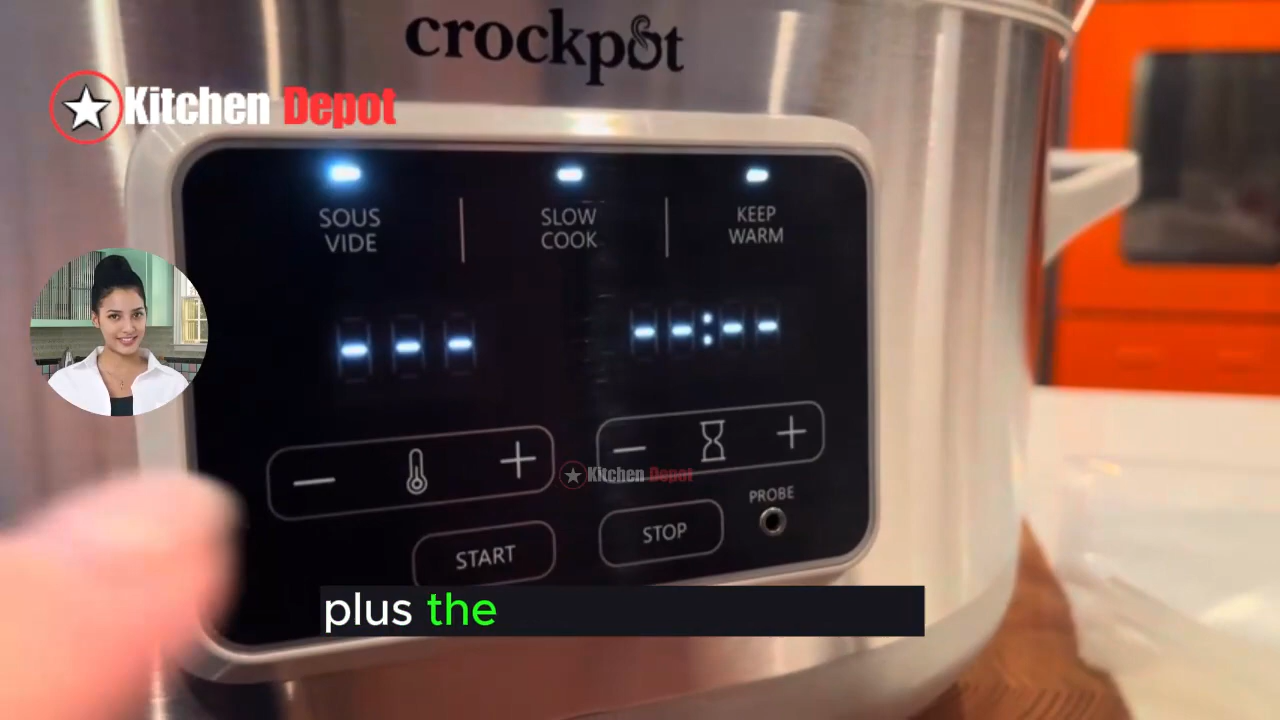 crockpot
Kitchen Depot
SOUS
VIDE
SLOW
COOK
KEEP
WARM
--- --:--
− +
− +
Kitchen Depot
PROBE
START
STOP
plus the